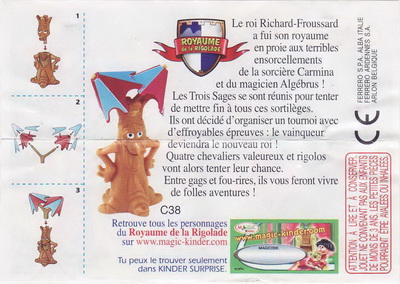 1
2
3
ROYAUME
de la RIGOLADE
Le roi Richard-Froussard
a fui son royaume
en proie aux terribles
ensorcellements
de la sorcière Carmina
et du magicien Algébrus !
Les Trois Sages se sont réunis pour tenter
de mettre fin à tous ces sortilèges.
Ils ont décidé d'organiser un tournoi avec
d'effroyables épreuves : le vainqueur
deviendra le nouveau roi !
Quatre chevaliers valeureux et rigolos
vont alors tenter leur chance.
Entre gags et fou-rires, ils vous feront vivre
de folles aventures !
C38
Retrouve tous les personnages
du Royaume de la Rigolade
sur www.magic-kinder.com
Tu peux le trouver seulement
dans KINDER SURPRISE.
www.magic-kinder.com
MAGICODE
FERRERO S.P.A. ALBA ITALIE
FERRERO ARDENNES S.A.
ARLON BELGIQUE
CE
ATTENTION, A LIRE ET A CONSERVER:
JOUET NE CONVENANT PAS AUX ENFANTS
DE MOINS DE 3 ANS. LES PETITES PIECES
POURRAIENT ÊTRE AVALEES OU INHALEES.